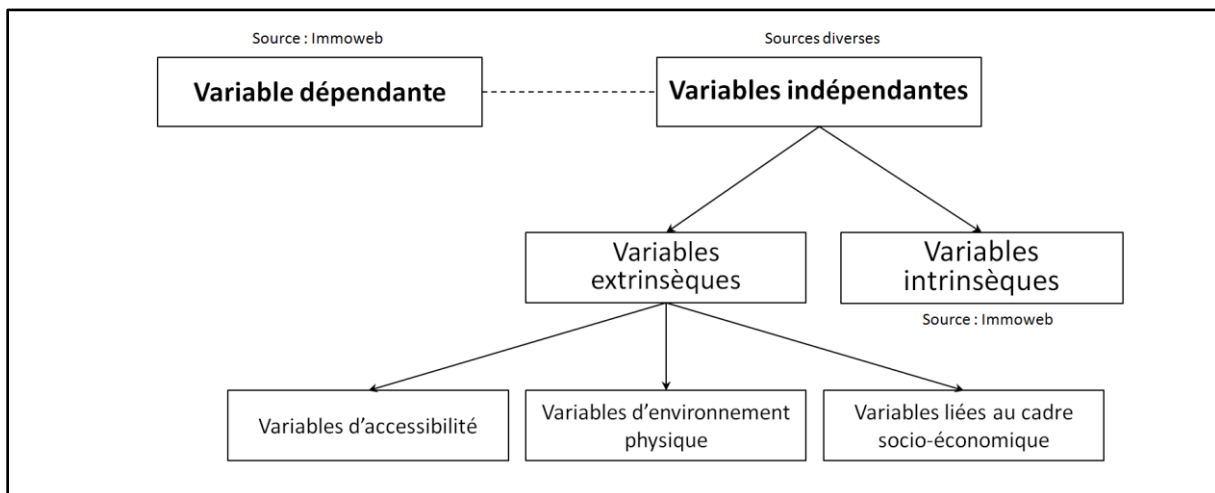 Source : Immoweb
Sources diverses
Variable dépendante
Variables indépendantes
Variables
extrinsèques
Variables
intrinsèques
Source : Immoweb
Variables d’accessibilité
Variables d’environnement
physique
Variables liées au cadre
socio-économique